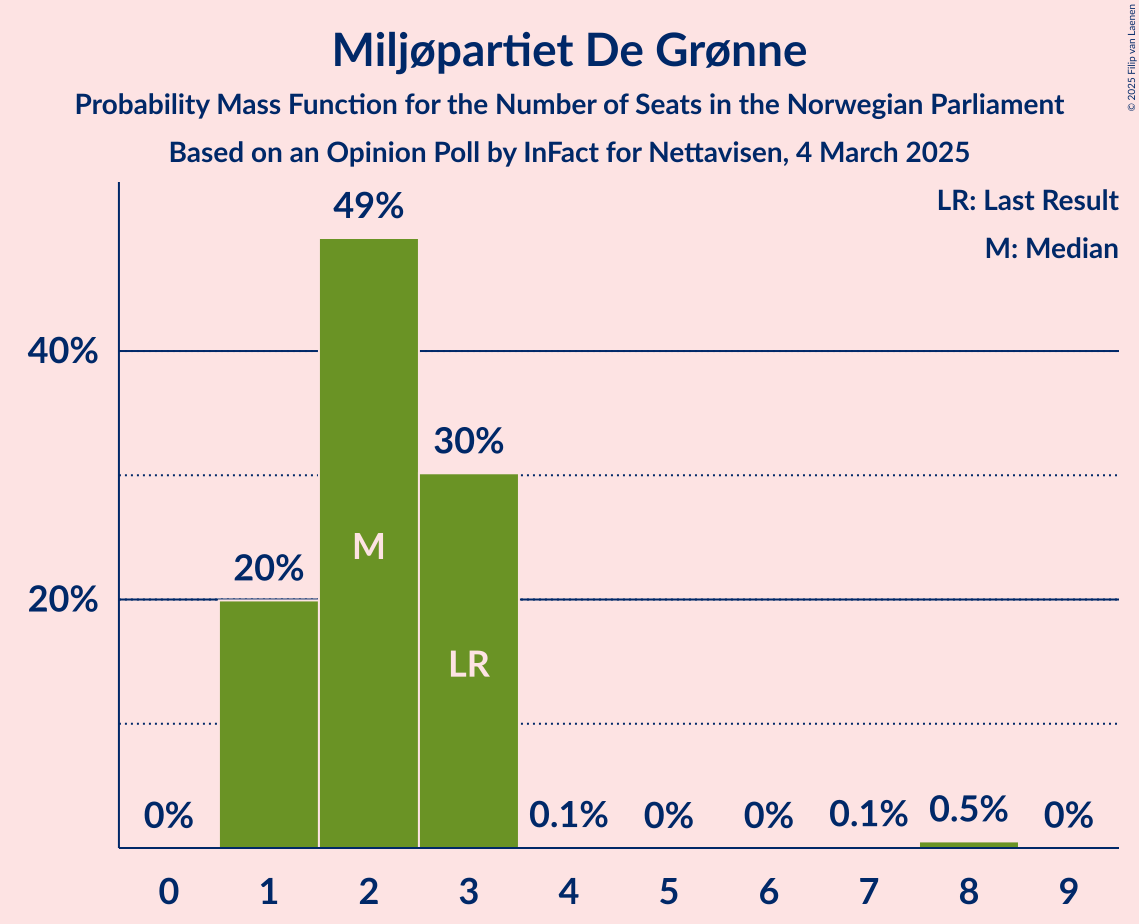 Miljøpartiet De Grønne
Probability Mass Function for the Number of Seats in the Norwegian Parliament
Based on an Opinion Poll by InFact for Nettavisen, 4 March 2025
© 2025 Filip van Laenen
LR: Last Result
M: Median
49%
40%
30%
M
20%
20%
LR
0%
0.1%
0%
0%
0.1%
0.5%
0%
0 1 2 3 4 5 6 7 8 9